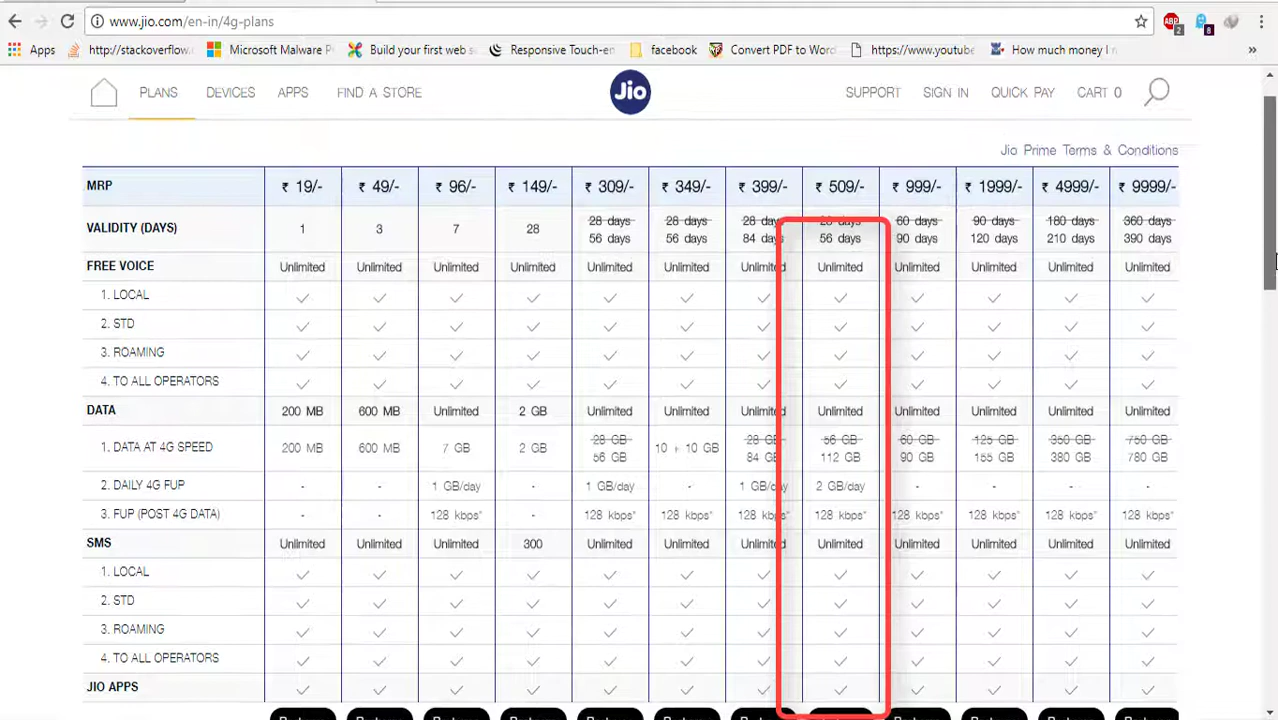 www.jio.com/en-in/4g-plans
Apps http://stackoverflow. Microsoft Malware P Build your first web s Responsive Touch-en facebook Convert PDF to Word https://www.youtube How much money I »
PLANS DEVICES APPS FIND A STORE Jio SUPPORT SIGN IN QUICK PAY CART 0
Jio Prime Terms & Conditions
MRP ₹ 19/- ₹ 49/- ₹ 96/- ₹ 149/- ₹ 309/- ₹ 349/- ₹ 399/- ₹ 509/- ₹ 999/- ₹ 1999/- ₹ 4999/- ₹ 9999/-
28 days 28 days 28 days 28 days 60 days 90 days 180 days 360 days
VALIDITY (DAYS) 1 3 7 28 56 days 56 days 84 days 56 days 90 days 120 days 210 days 390 days
FREE VOICE Unlimited Unlimited Unlimited Unlimited Unlimited Unlimited Unlimited Unlimited Unlimited Unlimited Unlimited Unlimited
1. LOCAL
2. STD
3. ROAMING
4. TO ALL OPERATORS
DATA 200 MB 600 MB Unlimited 2 GB Unlimited Unlimited Unlimited Unlimited Unlimited Unlimited Unlimited Unlimited
28 GB 28 GB 56 GB 60 GB 125 GB 350 GB 750 GB
1. DATA AT 4G SPEED 200 MB 600 MB 7 GB 2 GB 56 GB 10 + 10 GB 84 GB 112 GB 90 GB 155 GB 380 GB 780 GB
2. DAILY 4G FUP - - 1 GB/day - 1 GB/day - 1 GB/day 2 GB/day - - - -
3. FUP (POST 4G DATA) - - 128 kbps* - 128 kbps* 128 kbps* 128 kbps* 128 kbps* 128 kbps* 128 kbps* 128 kbps* 128 kbps*
SMS Unlimited Unlimited Unlimited 300 Unlimited Unlimited Unlimited Unlimited Unlimited Unlimited Unlimited Unlimited
1. LOCAL
2. STD
3. ROAMING
4. TO ALL OPERATORS
JIO APPS